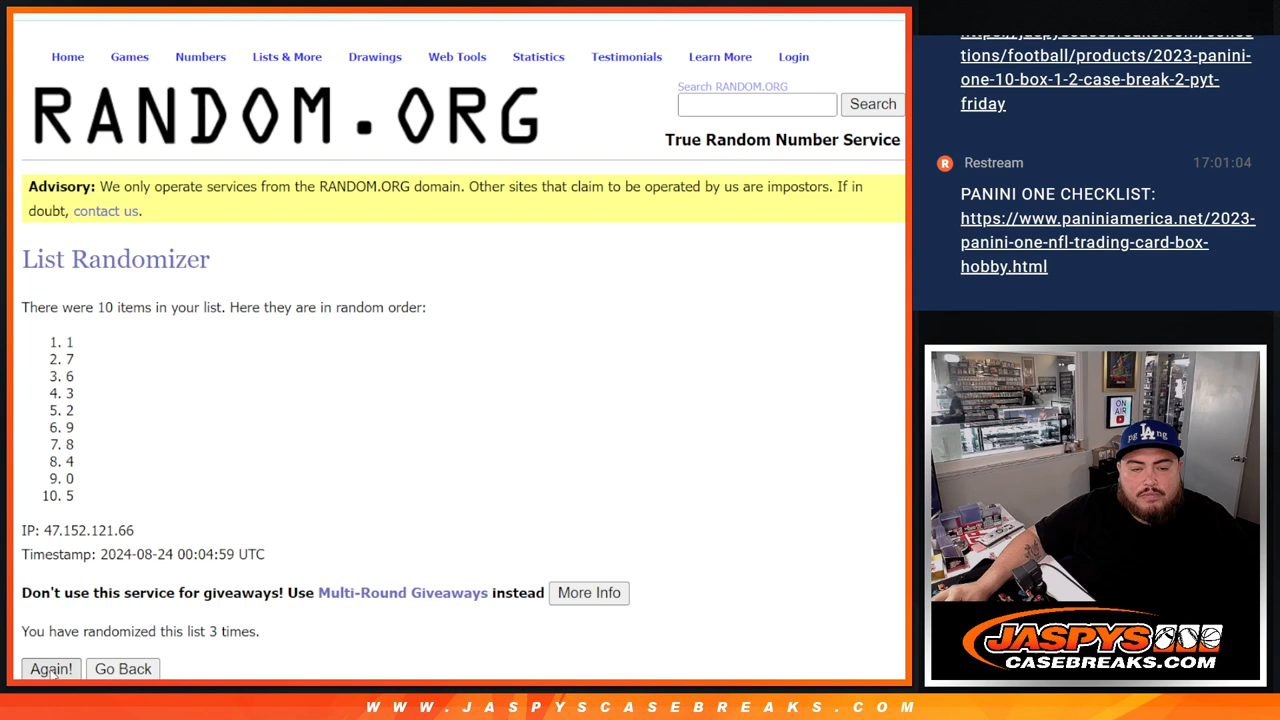 Home Games Numbers Lists & More Drawings Web Tools Statistics Testimonials Learn More Login
RANDOM.ORG
Search RANDOM.ORG
Search
True Random Number Service
Advisory: We only operate services from the RANDOM.ORG domain. Other sites that claim to be operated by us are impostors. If in
doubt, contact us.
List Randomizer
There were 10 items in your list. Here they are in random order:
1. 1
2. 7
3. 6
4. 3
5. 2
6. 9
7. 8
8. 4
9. 0
10. 5
IP: 47.152.121.66
Timestamp: 2024-08-24 00:04:59 UTC
Don't use this service for giveaways! Use Multi-Round Giveaways instead More Info
You have randomized this list 3 times.
Again! Go Back
tions/football/products/2023-panini-
one-10-box-1-2-case-break-2-pyt-
friday
Restream 17:01:04
PANINI ONE CHECKLIST:
https://www.paniniamerica.net/2023-
panini-one-nfl-trading-card-box-
hobby.html
ON
AIR
LA
JASPYS
CASEBREAKS.COM
WWW.JASPYSCASEBREAKS.COM